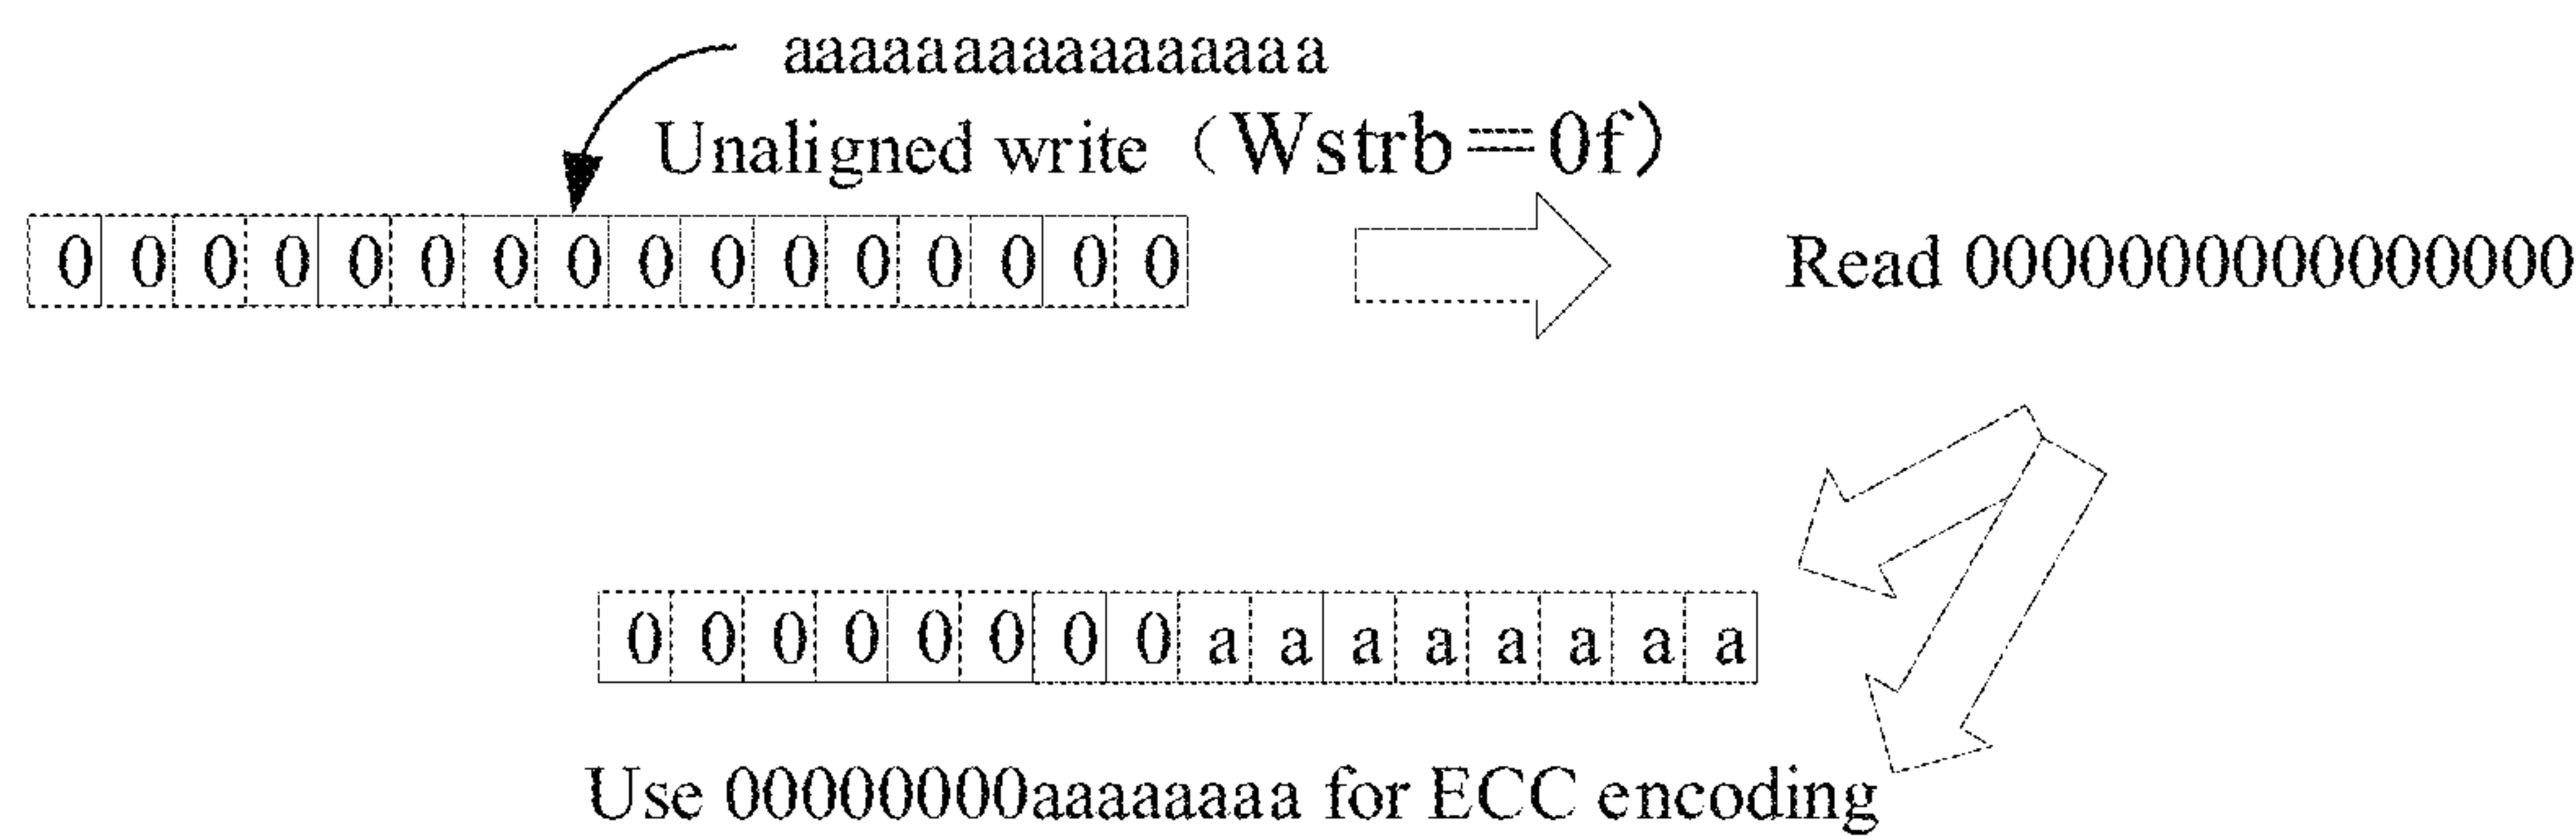 aaaaaaaaaaaaaaaa
Unaligned write（Wstrb=0f）
0 0 0 0 0 0 0 0 0 0 0 0 0 0 0 0
Read 0000000000000000
0 0 0 0 0 0 0 0 a a a a a a a a
Use 00000000aaaaaaaa for ECC encoding